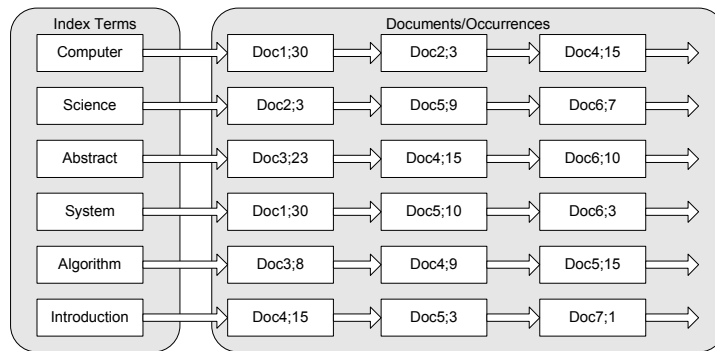 Index Terms Documents/Occurrences
Computer Doc1;30 Doc2;3 Doc4;15
Science Doc2;3 Doc5;9 Doc6;7
Abstract Doc3;23 Doc4;15 Doc6;10
System Doc1;30 Doc5;10 Doc6;3
Algorithm Doc3;8 Doc4;9 Doc5;15
Introduction Doc4;15 Doc5;3 Doc7;1